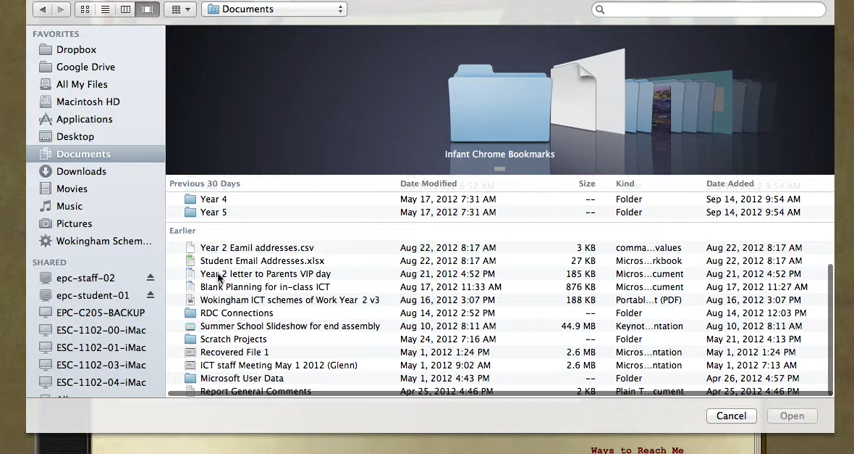 Documents
FAVORITES
Dropbox
Google Drive
All My Files
Macintosh HD
Applications
Desktop
Documents
Downloads
Movies
Music
Pictures
Wokingham Schem...
SHARED
epc-staff-02
epc-student-01
EPC-C205-BACKUP
ESC-1102-00-iMac
ESC-1102-01-iMac
ESC-1102-03-iMac
ESC-1102-04-iMac
Infant Chrome Bookmarks
Previous 30 Days Date Modified Size Kind Date Added
Year 4 May 17, 2012 7:31 AM -- Folder Sep 14, 2012 9:54 AM
Year 5 May 17, 2012 7:31 AM -- Folder Sep 14, 2012 9:54 AM
Earlier
Year 2 Eamil addresses.csv Aug 22, 2012 8:17 AM 3 KB comma...values Aug 22, 2012 8:17 AM
Student Email Addresses.xlsx Aug 22, 2012 8:17 AM 27 KB Micros...rkbook Aug 22, 2012 8:17 AM
Year 2 letter to Parents VIP day Aug 21, 2012 4:52 PM 185 KB Micros...cument Aug 21, 2012 4:52 PM
Blank Planning for in-class ICT Aug 17, 2012 11:33 AM 876 KB Micros...cument Aug 17, 2012 11:27 AM
Wokingham ICT schemes of Work Year 2 v3 Aug 16, 2012 3:07 PM 188 KB Portabl...t (PDF) Aug 16, 2012 3:07 PM
RDC Connections Aug 14, 2012 2:52 PM -- Folder Aug 14, 2012 12:03 PM
Summer School Slideshow for end assembly Aug 10, 2012 8:11 AM 44.9 MB Keynot...ntation Aug 10, 2012 8:11 AM
Scratch Projects May 24, 2012 7:16 AM -- Folder May 21, 2012 4:13 PM
Recovered File 1 May 1, 2012 1:24 PM 2.6 MB Micros...ntation May 1, 2012 1:24 PM
ICT staff Meeting May 1 2012 (Glenn) May 1, 2012 9:02 AM 2.6 MB Micros...ntation May 1, 2012 7:13 AM
Microsoft User Data May 1, 2012 4:43 PM -- Folder Apr 26, 2012 4:57 PM
Report General Comments Apr 25, 2012 4:46 PM 2 KB Plain T...cument Apr 25, 2012 4:46 PM
Cancel Open
Ways to Reach Me